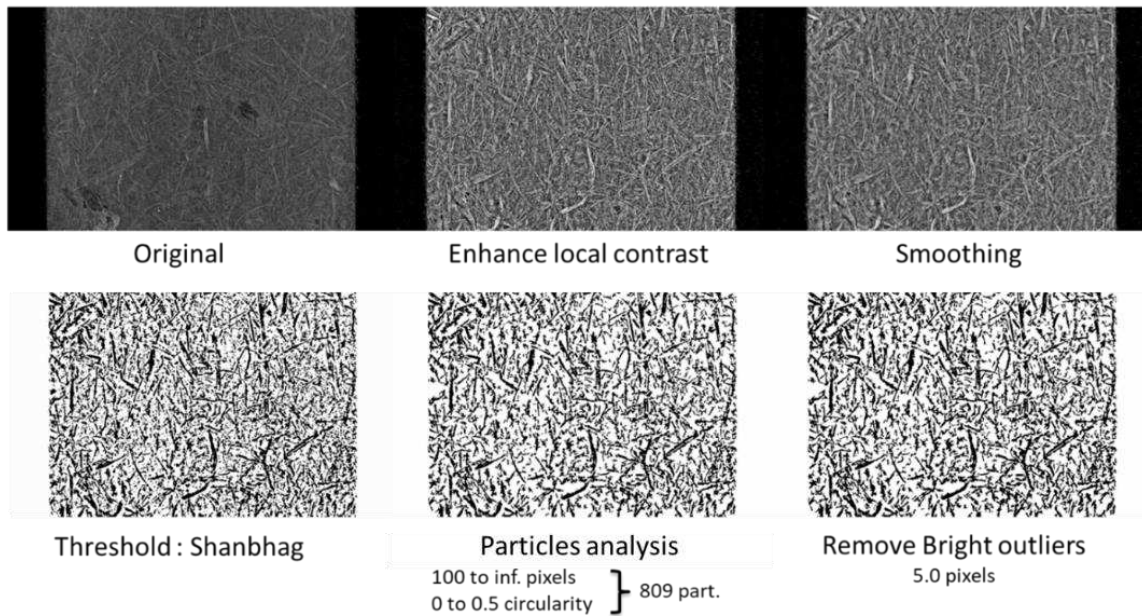 Original
Enhance local contrast
Smoothing
Threshold : Shanbhag
Particles analysis
100 to inf. pixels
0 to 0.5 circularity
809 part.
Remove Bright outliers
5.0 pixels